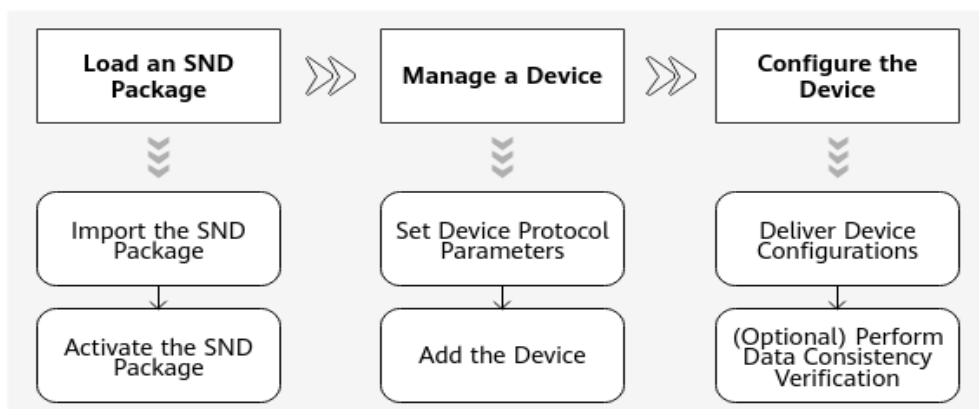 Load an SND
Package
Manage a Device
Configure the
Device
Import the SND
Package
Set Device Protocol
Parameters
Deliver Device
Configurations
Activate the SND
Package
Add the Device
(Optional) Perform
Data Consistency
Verification